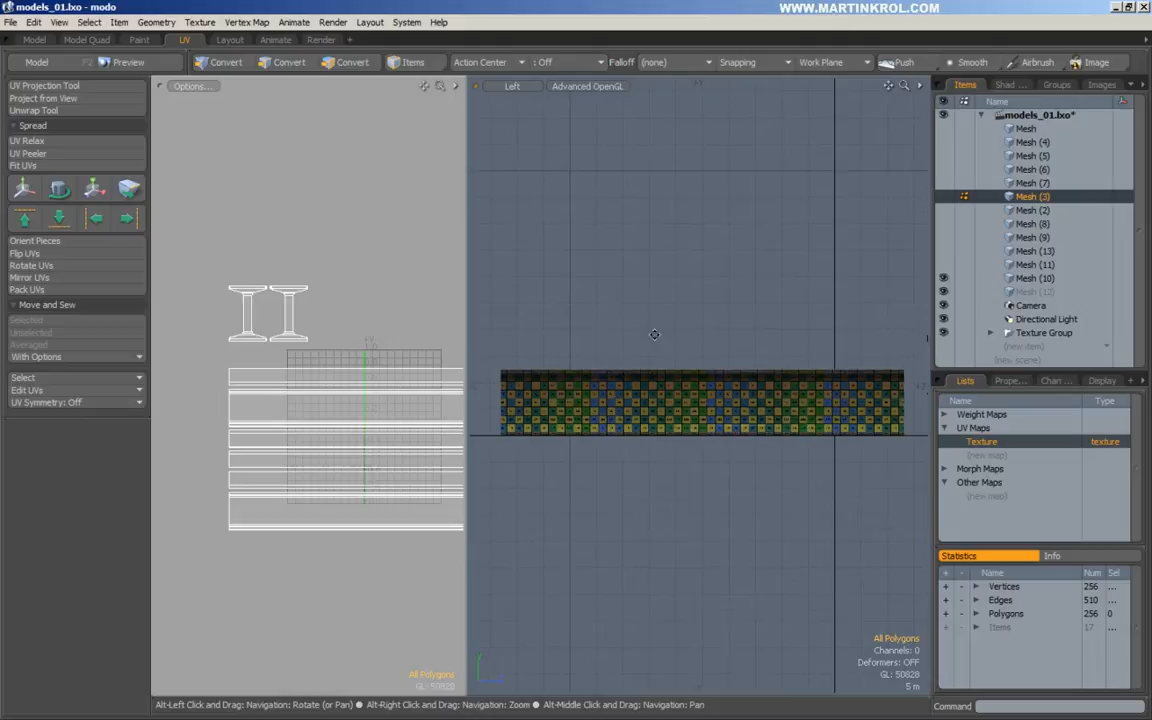 models_01.lxo* - modo
WWW.MARTINKROL.COM
File Edit View Select Item Geometry Texture Vertex Map Animate Render Layout System Help
Model Model Quad Paint UV Layout Animate Render +
Model F2 Preview Convert Convert Convert Items Action Center : Off Falloff (none) Snapping Work Plane Push Smooth Airbrush Image
UV Projection Tool
Project from View
Unwrap Tool
Spread
UV Relax
UV Peeler
Fit UVs
Orient Pieces
Flip UVs
Rotate UVs
Mirror UVs
Pack UVs
Move and Sew
Selected
Unselected
Averaged
With Options
Select
Edit UVs
UV Symmetry: Off
Options...
All Polygons
GL: 50828
Left Advanced OpenGL
All Polygons
Channels: 0
Deformers: OFF
GL: 50828
5 m
Items Shad ... Groups Images
Name
models_01.lxo*
Mesh
Mesh (4)
Mesh (5)
Mesh (6)
Mesh (7)
Mesh (3)
Mesh (2)
Mesh (8)
Mesh (9)
Mesh (13)
Mesh (11)
Mesh (10)
Mesh (12)
Camera
Directional Light
Texture Group
(new item)
(new scene)
Lists Prope... Chan ... Display +
Name Type
Weight Maps
UV Maps
Texture texture
(new map)
Morph Maps
Other Maps
(new map)
Statistics Info
+ - Name Num Sel
+ - Vertices 256 ...
+ - Edges 510 ...
+ - Polygons 256 0
+ - Items 17 ...
Alt-Left Click and Drag: Navigation: Rotate (or Pan) ● Alt-Right Click and Drag: Navigation: Zoom ● Alt-Middle Click and Drag: Navigation: Pan
Command